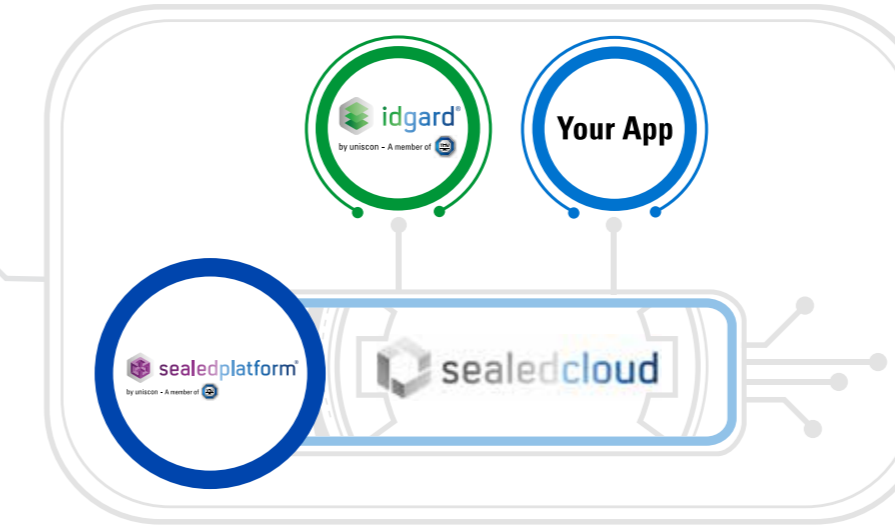 idgard®
by uniscon - A member of
Your App
sealedplatform®
by uniscon - A member of
sealedcloud